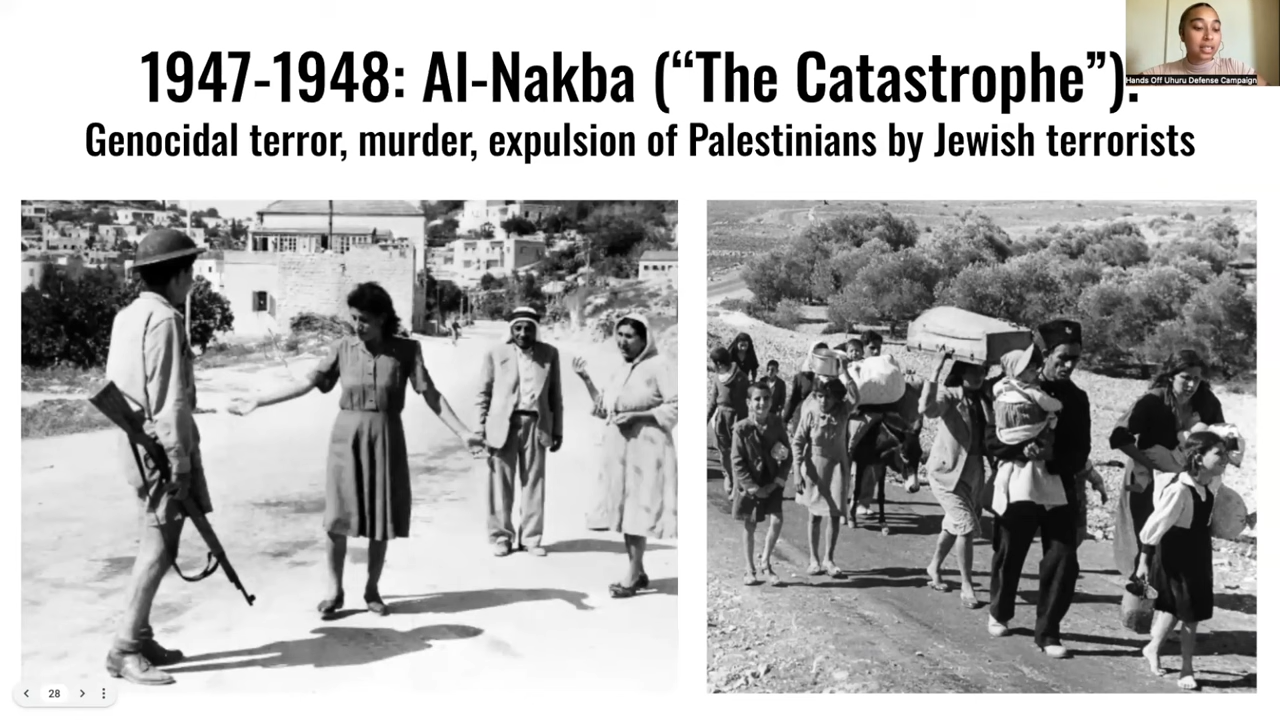 1947-1948: Al-Nakba (“The Catastrophe”).
Genocidal terror, murder, expulsion of Palestinians by Jewish terrorists
Hands Off Uhuru Defense Campaign
28